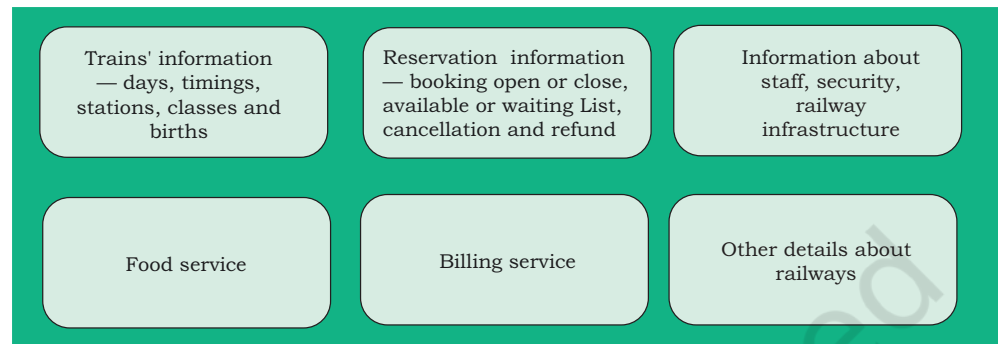 Trains' information
— days, timings,
stations, classes and
births
Reservation information
— booking open or close,
available or waiting List,
cancellation and refund
Information about
staff, security,
railway
infrastructure
Food service
Billing service
Other details about
railways